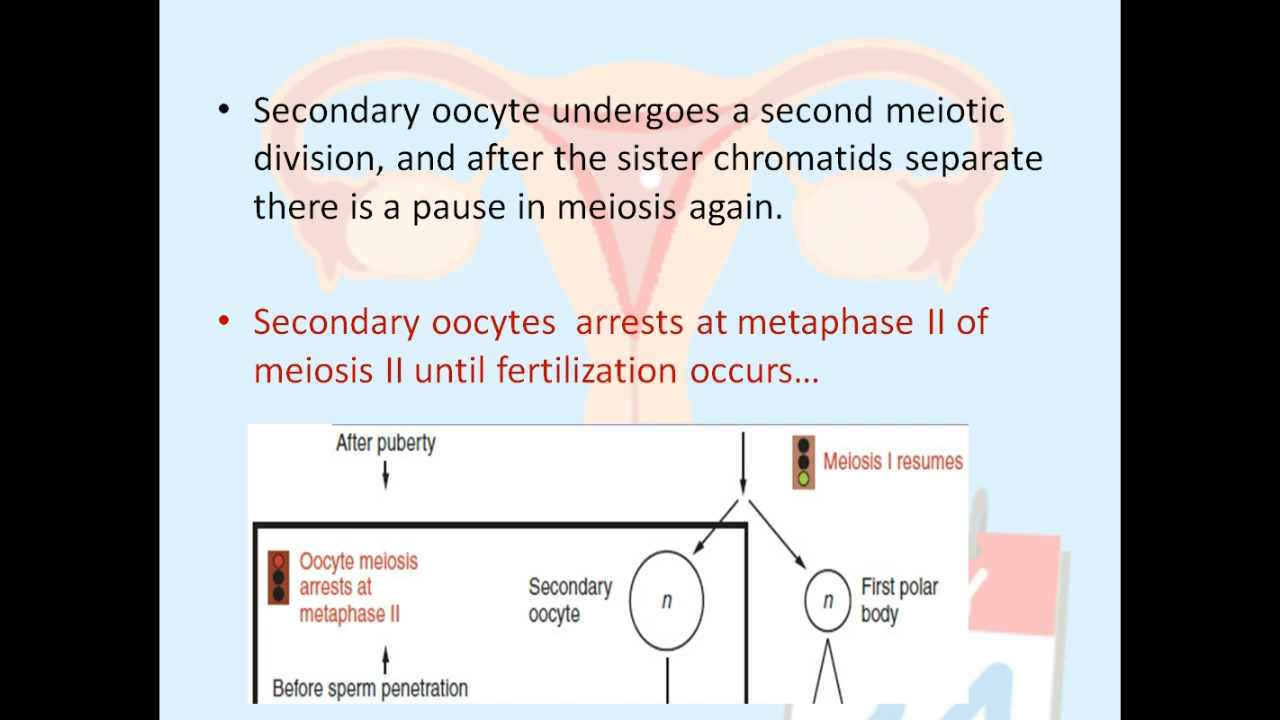 • Secondary oocyte undergoes a second meiotic
division, and after the sister chromatids separate
there is a pause in meiosis again.
• Secondary oocytes arrests at metaphase II of
meiosis II until fertilization occurs...
After puberty
Meiosis I resumes
Oocyte meiosis
arrests at
metaphase II
Secondary
oocyte
n
n
First polar
body
Before sperm penetration